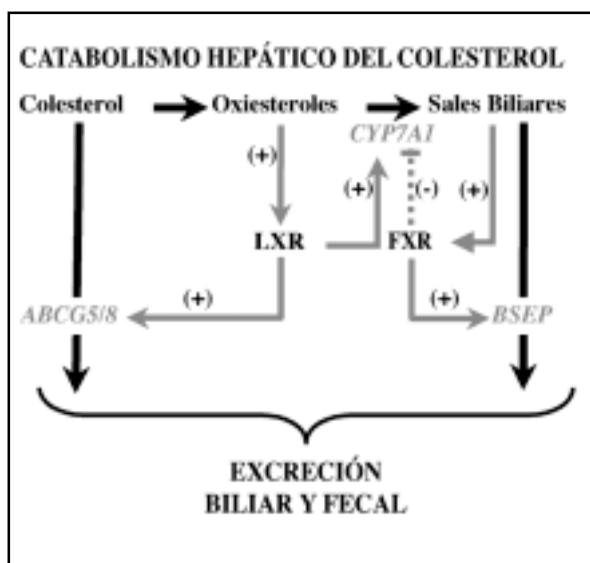 CATABOLISMO HEPÁTICO DEL COLESTEROL
Colesterol Oxiesteroles Sales Biliares
CYP7A1
(+) (+) (-) (+)
LXR FXR
ABCG5/8 (+) (+) BSEP
EXCRECIÓN
BILIAR Y FECAL